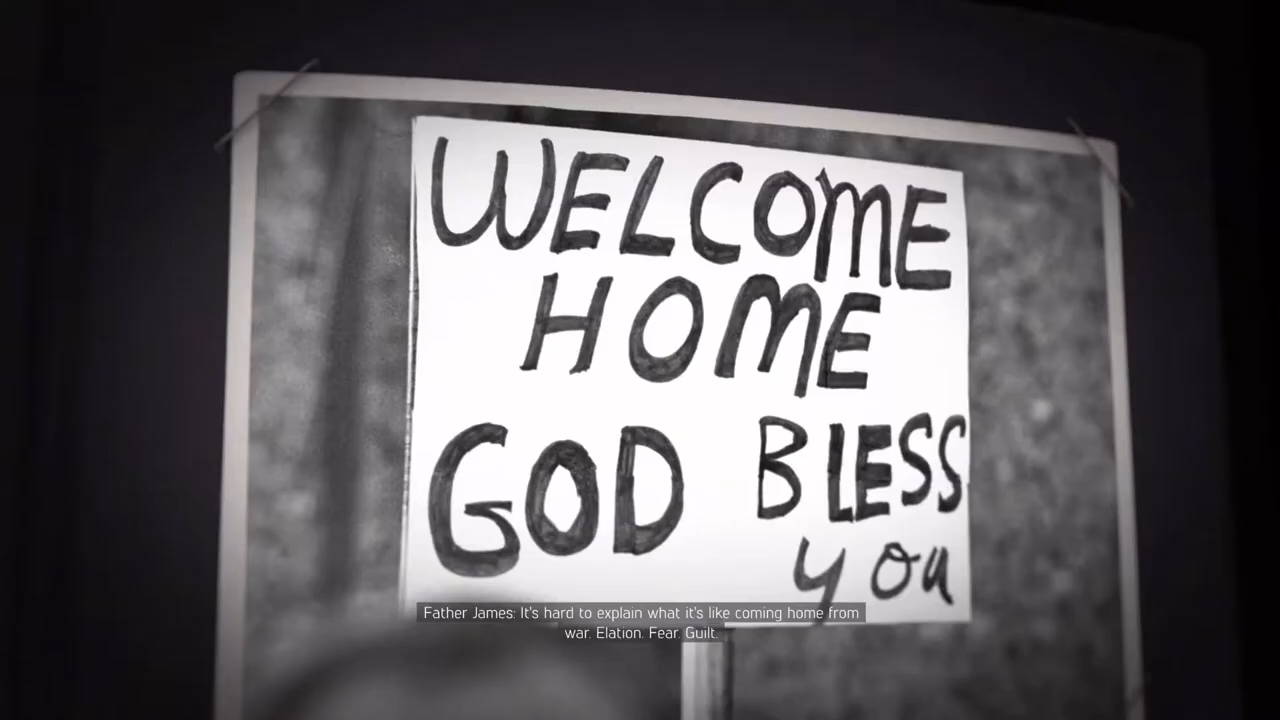 WELCOME
HOME
GOD BLESS
you
Father James: It's hard to explain what it's like coming home from
war. Elation. Fear. Guilt.